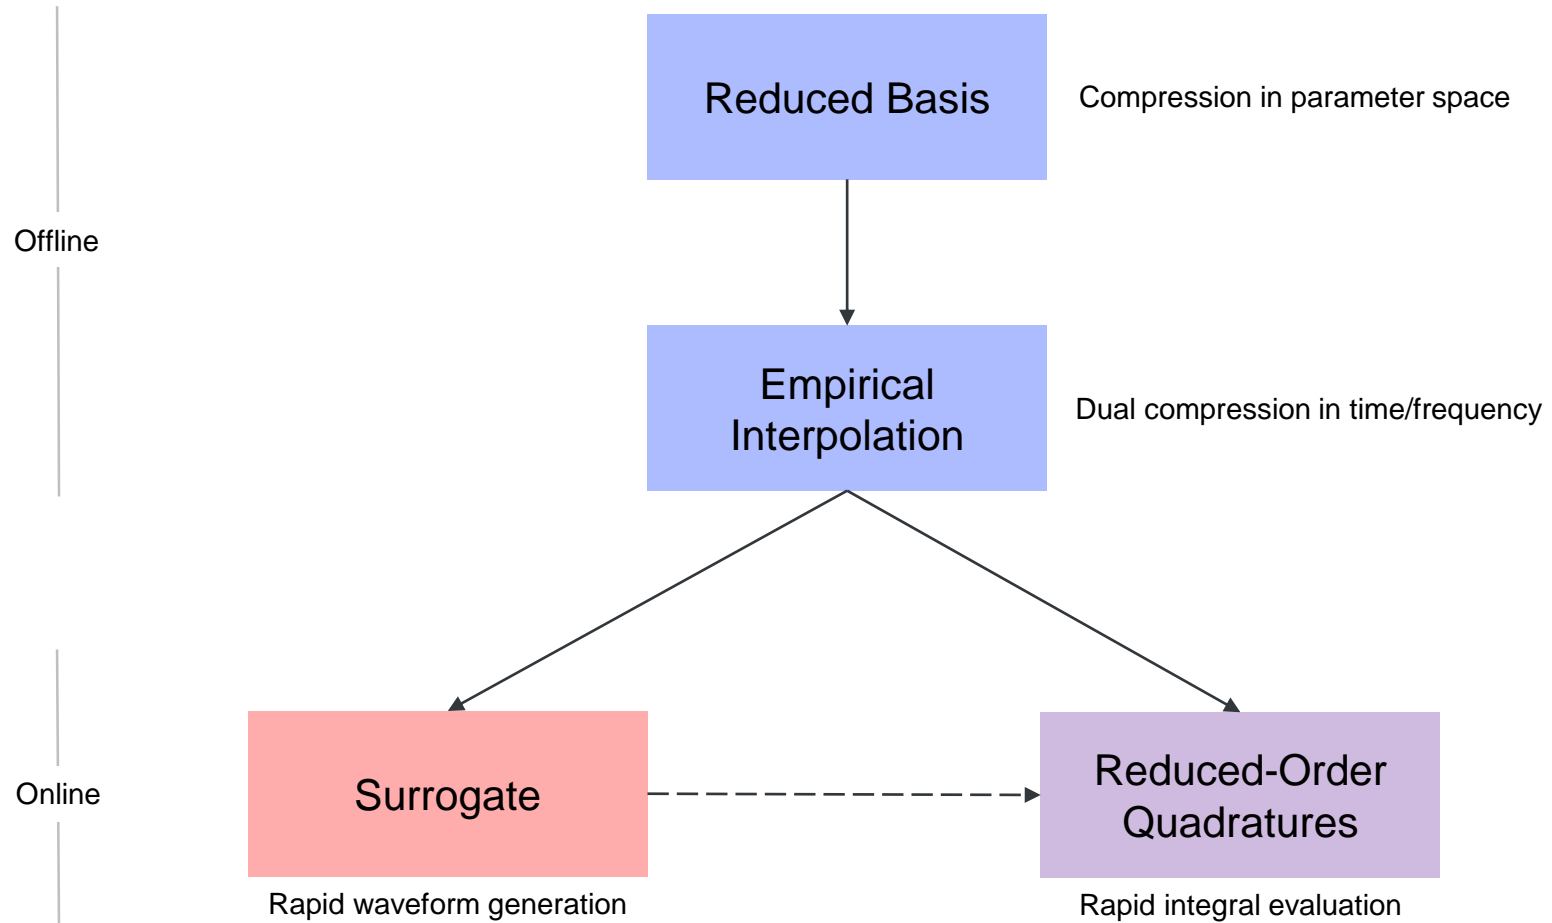 Reduced Basis
Compression in parameter space
Offline
Empirical
Interpolation
Dual compression in time/frequency
Online
Surrogate
Reduced-Order
Quadratures
Rapid waveform generation
Rapid integral evaluation